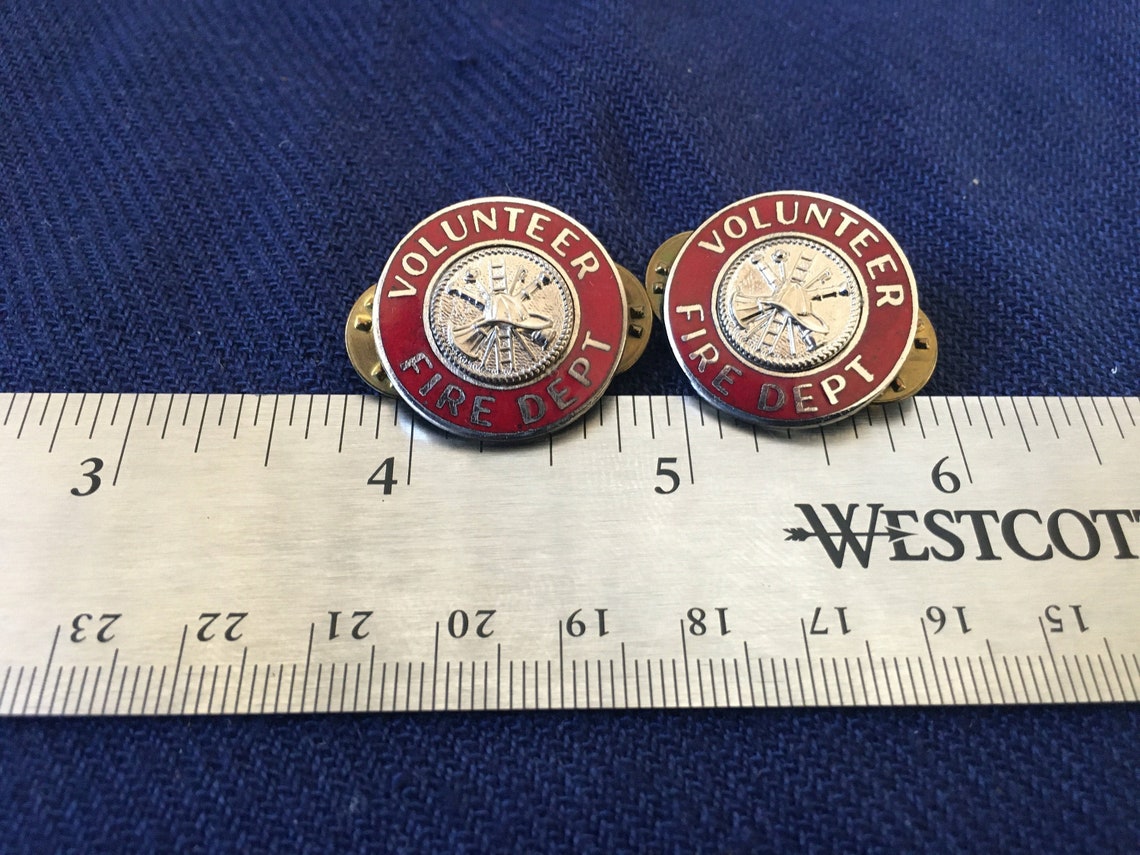 VOLUNTEER
FIRE DEPT
VOLUNTEER
FIRE DEPT
3 4 5 6
WESTCOT
23 22 21 20 19 18 17 16 15